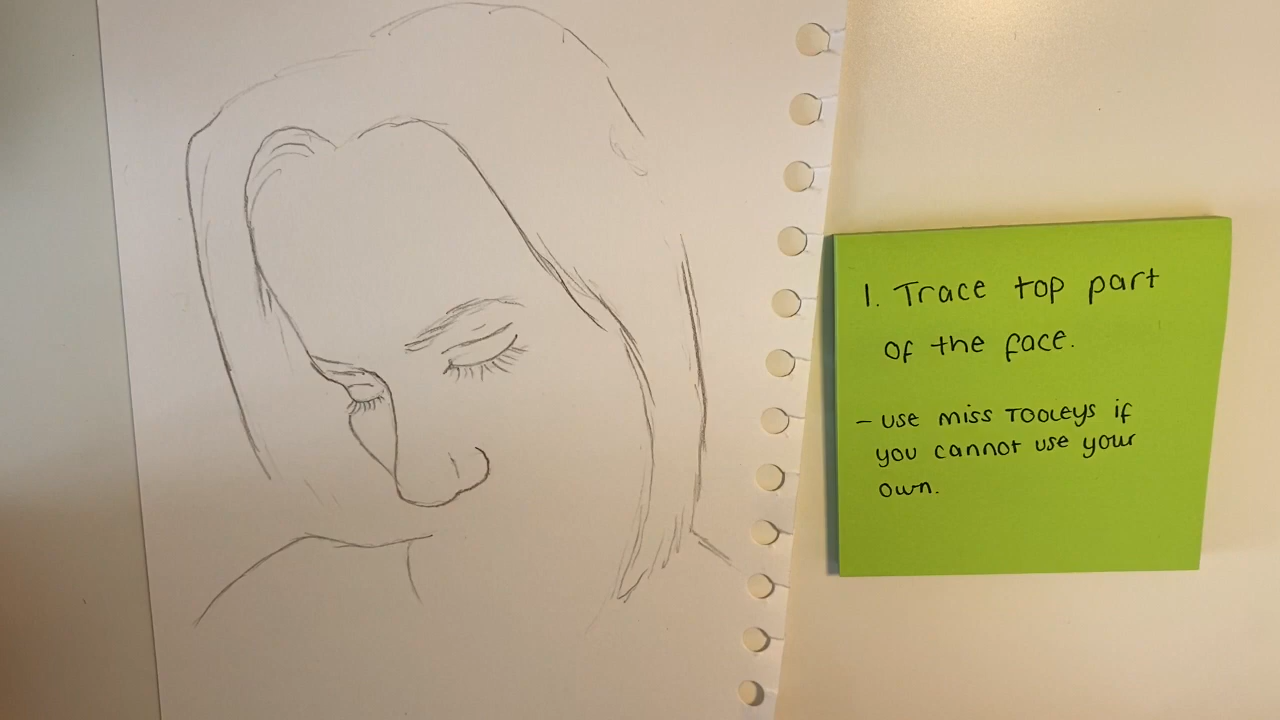 1. Trace top part
of the face.
- use miss Tooleys if
you cannot use your
own.